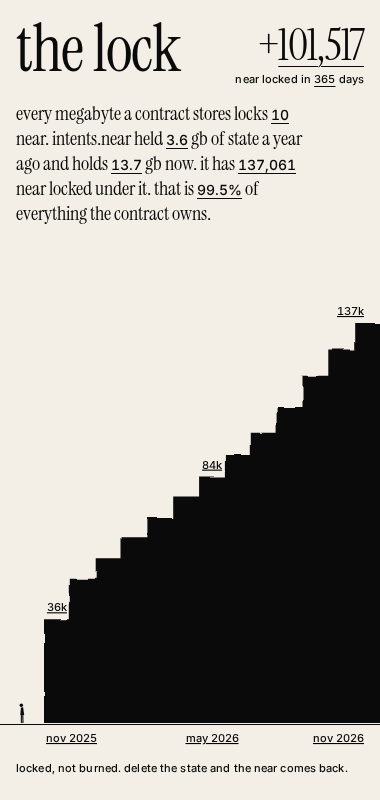 the lock
+101,517
near locked in 365 days
every megabyte a contract stores locks 10
near. intents.near held 3.6 gb of state a year
ago and holds 13.7 gb now. it has 137,061
near locked under it. that is 99.5% of
everything the contract owns.
137k
84k
36k
nov 2025 may 2026 nov 2026
locked, not burned. delete the state and the near comes back.